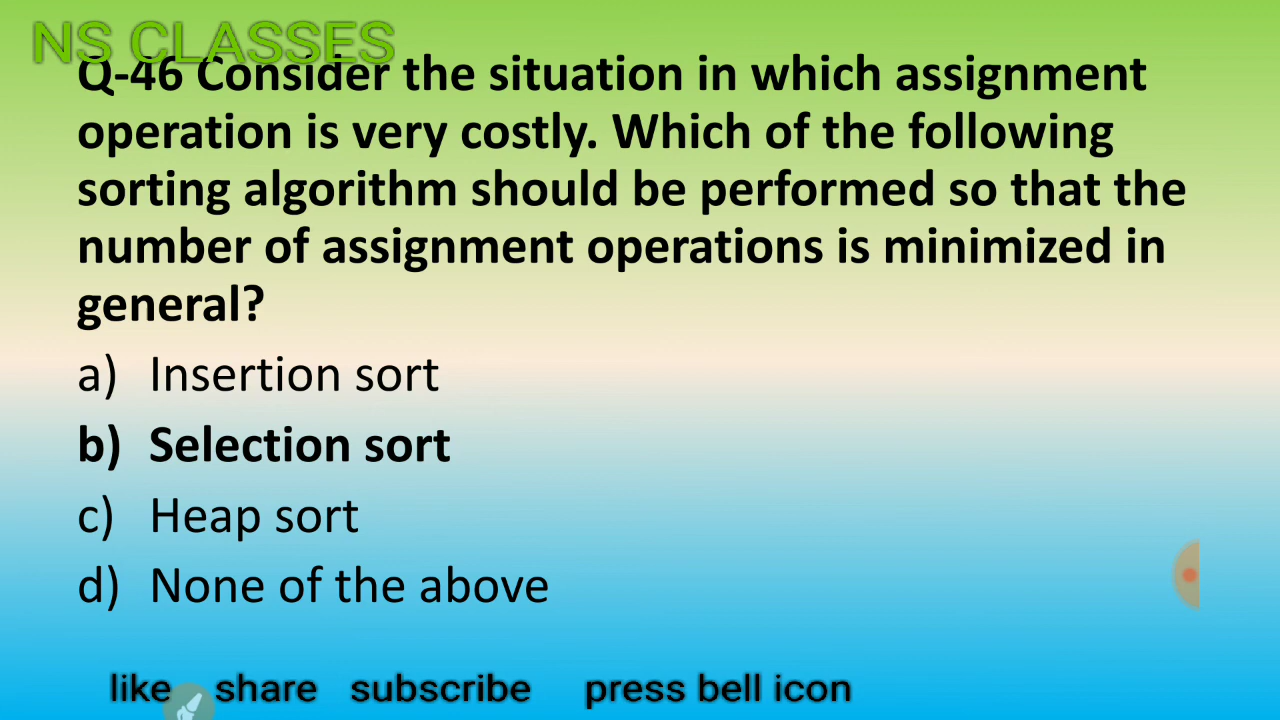 NS CLASSES
Q-46 Consider the situation in which assignment
operation is very costly. Which of the following
sorting algorithm should be performed so that the
number of assignment operations is minimized in
general?
a) Insertion sort
b) Selection sort
c) Heap sort
d) None of the above
like share subscribe press bell icon